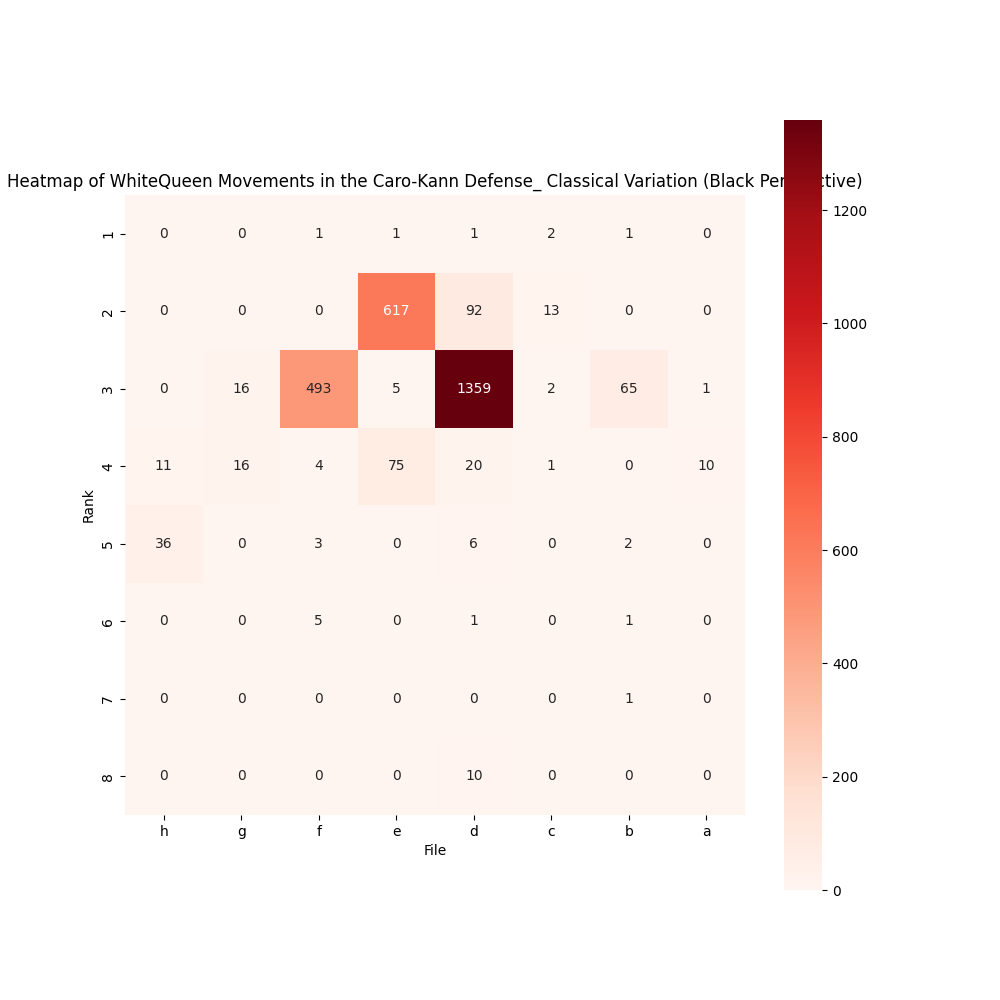 Heatmap of WhiteQueen Movements in the Caro-Kann Defense_ Classical Variation (Black Per ctive)
1 0 0 1 1 1 2 1 0
2 0 0 0 617 92 13 0 0
3 0 16 493 5 1359 2 65 1
4 11 16 4 75 20 1 0 10
5 36 0 3 0 6 0 2 0
6 0 0 5 0 1 0 1 0
7 0 0 0 0 0 0 1 0
8 0 0 0 0 10 0 0 0
h g f e d c b a
Rank
File
1200
1000
800
600
400
200
0